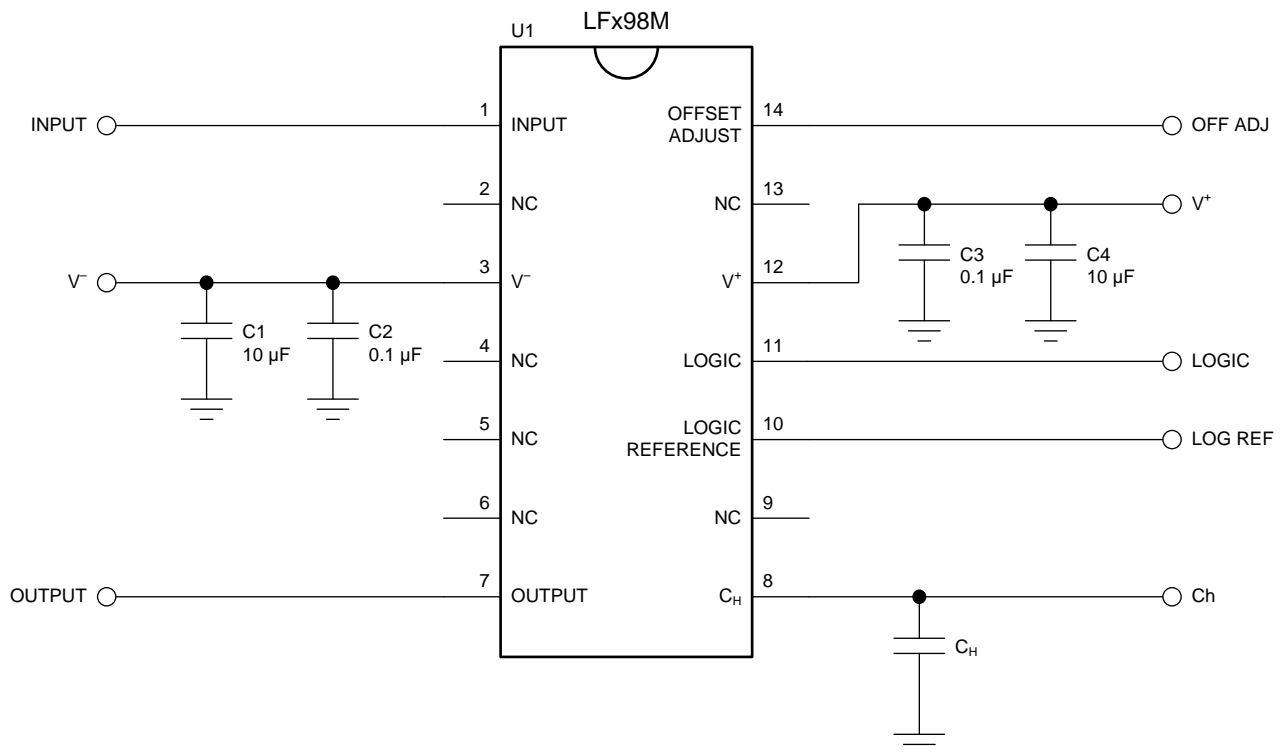 LFx98M
U1
INPUT
1
INPUT
OFFSET
ADJUST
14
OFF ADJ
2
NC
NC
13
V⁺
C3
0.1 µF
C4
10 µF
V⁻
3
V⁻
V⁺
12
C1
10 µF
C2
0.1 µF
4
NC
LOGIC
11
LOGIC
5
NC
LOGIC
REFERENCE
10
LOG REF
6
NC
NC
9
OUTPUT
7
OUTPUT
C_H
8
Ch
C_H